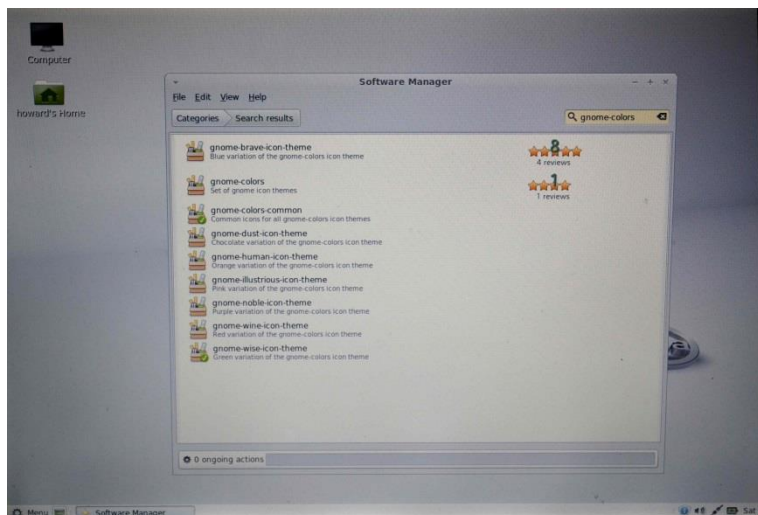 Computer
howard's Home
Software Manager
File Edit View Help
Categories Search results
gnome-colors
gnome-brave-icon-theme
Blue variation of the gnome-colors icon theme
8
4 reviews
gnome-colors
Set of gnome icon themes
1
1 reviews
gnome-colors-common
Common icons for all gnome-colors icon themes
gnome-dust-icon-theme
Chocolate variation of the gnome-colors icon theme
gnome-human-icon-theme
Orange variation of the gnome-colors icon theme
gnome-illustrious-icon-theme
Pink variation of the gnome-colors icon theme
gnome-noble-icon-theme
Purple variation of the gnome-colors icon theme
gnome-wine-icon-theme
Red variation of the gnome-colors icon theme
gnome-wise-icon-theme
Green variation of the gnome-colors icon theme
0 ongoing actions
Menu Software Manager Sat